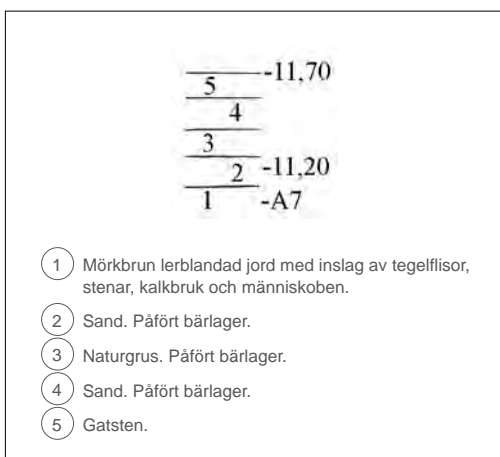 5 -11,70
4
3
2 -11,20
1 -A7
1 Mörkbrun lerblandad jord med inslag av tegelflisor,
stenar, kalkbruk och människoben.
2 Sand. Påfört bärlager.
3 Naturgrus. Påfört bärlager.
4 Sand. Påfört bärlager.
5 Gatsten.